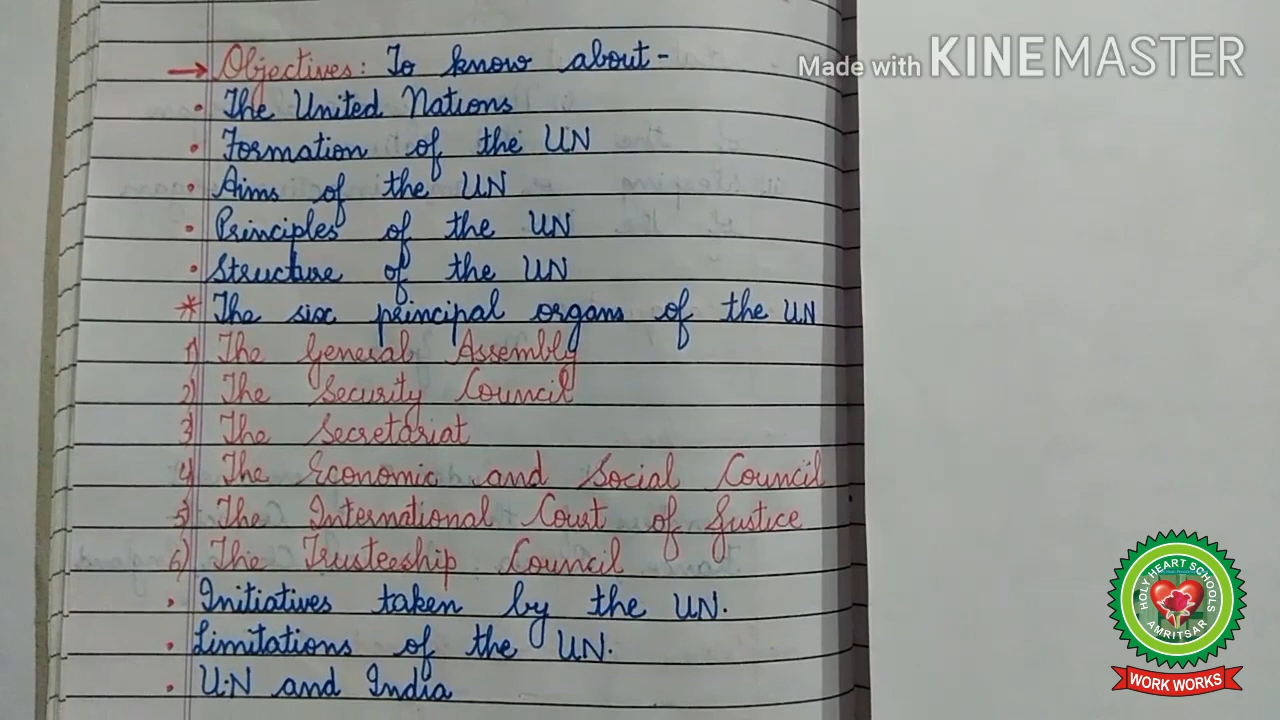 → Objectives: To know about-
• The United Nations
• Formation of the UN
• Aims of the UN
• Principles of the UN
• Structure of the UN
* The six principal organs of the UN
1) The General Assembly
2) The Security Council
3) The Secretariat
4) The Economic and Social Council
5) The International Court of Justice
6) The Trusteeship Council
• Initiatives taken by the UN.
• Limitations of the UN.
• U.N and India
Made with KINEMASTER
HOLY HEART SCHOOLS
AMRITSAR
WORK WORKS